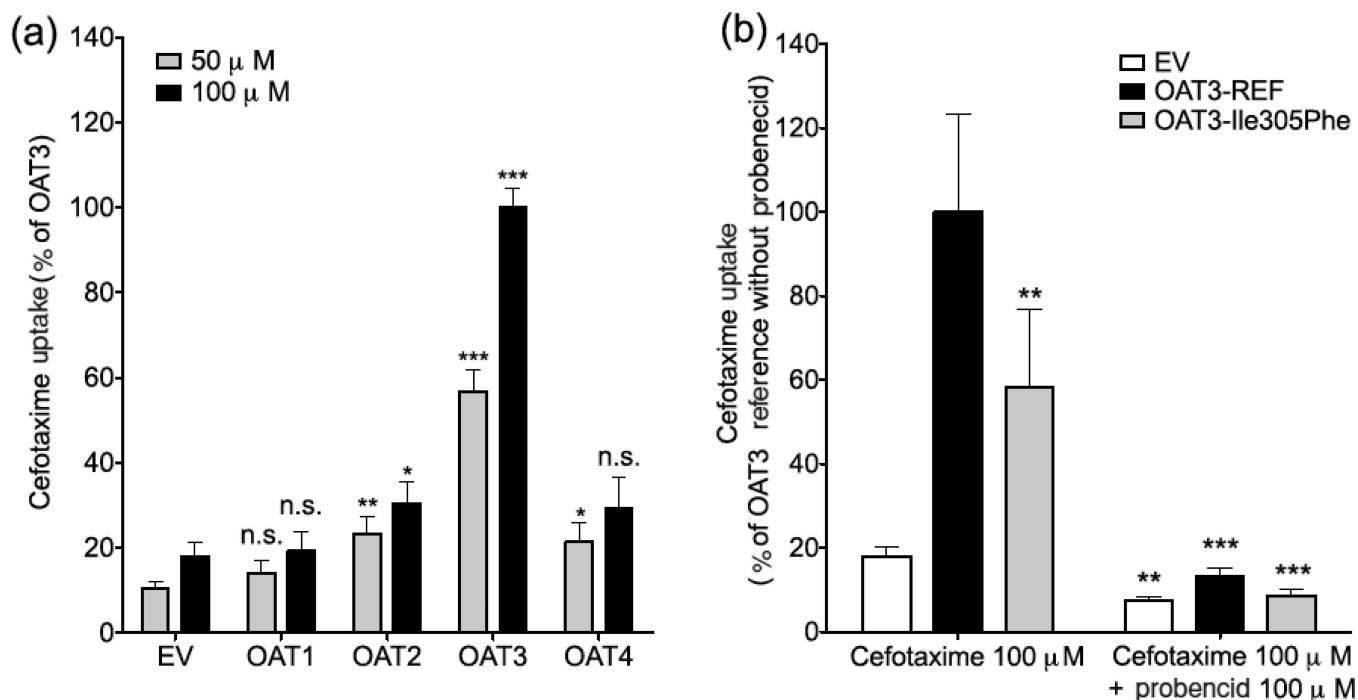 (a)
Cefotaxime uptake (% of OAT3)
140
120
100
80
60
40
20
0
50 μ M
100 μ M
n.s.
n.s.
**
*
***
***
*
n.s.
EV
OAT1
OAT2
OAT3
OAT4
(b)
Cefotaxime uptake
(% of OAT3 reference without probenecid)
140
120
100
80
60
40
20
0
EV
OAT3-REF
OAT3-Ile305Phe
**
**
***
***
Cefotaxime 100 μ M
Cefotaxime 100 μ M
+ probencid 100 μ M